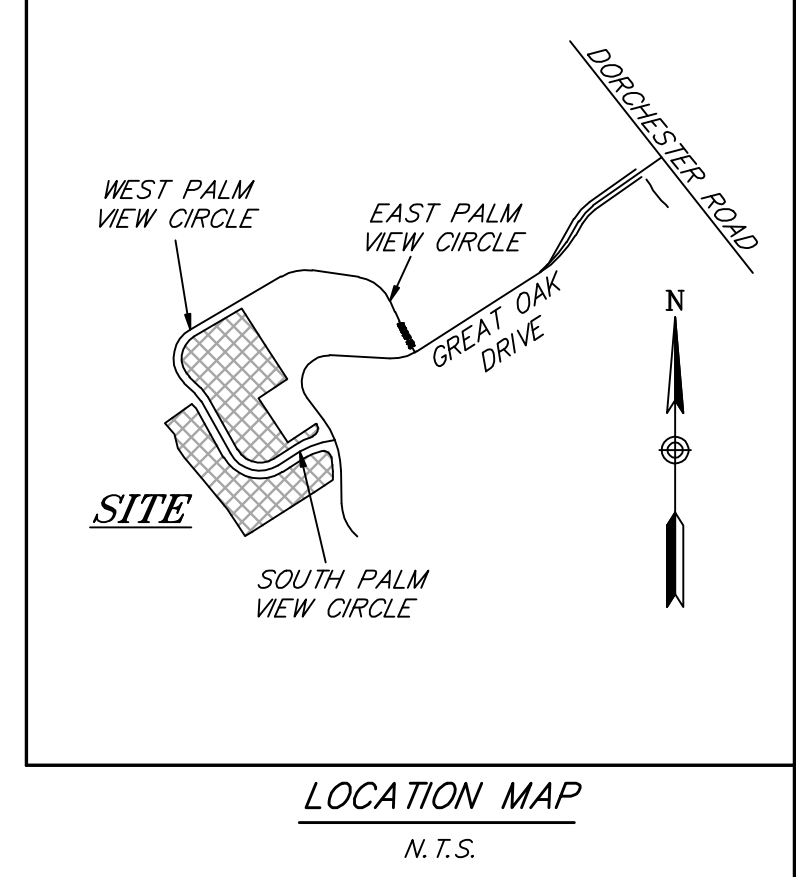 DORCHESTER ROAD
WEST PALM
VIEW CIRCLE
EAST PALM
VIEW CIRCLE
GREAT OAK
DRIVE
N
SITE
SOUTH PALM
VIEW CIRCLE
LOCATION MAP
N.T.S.